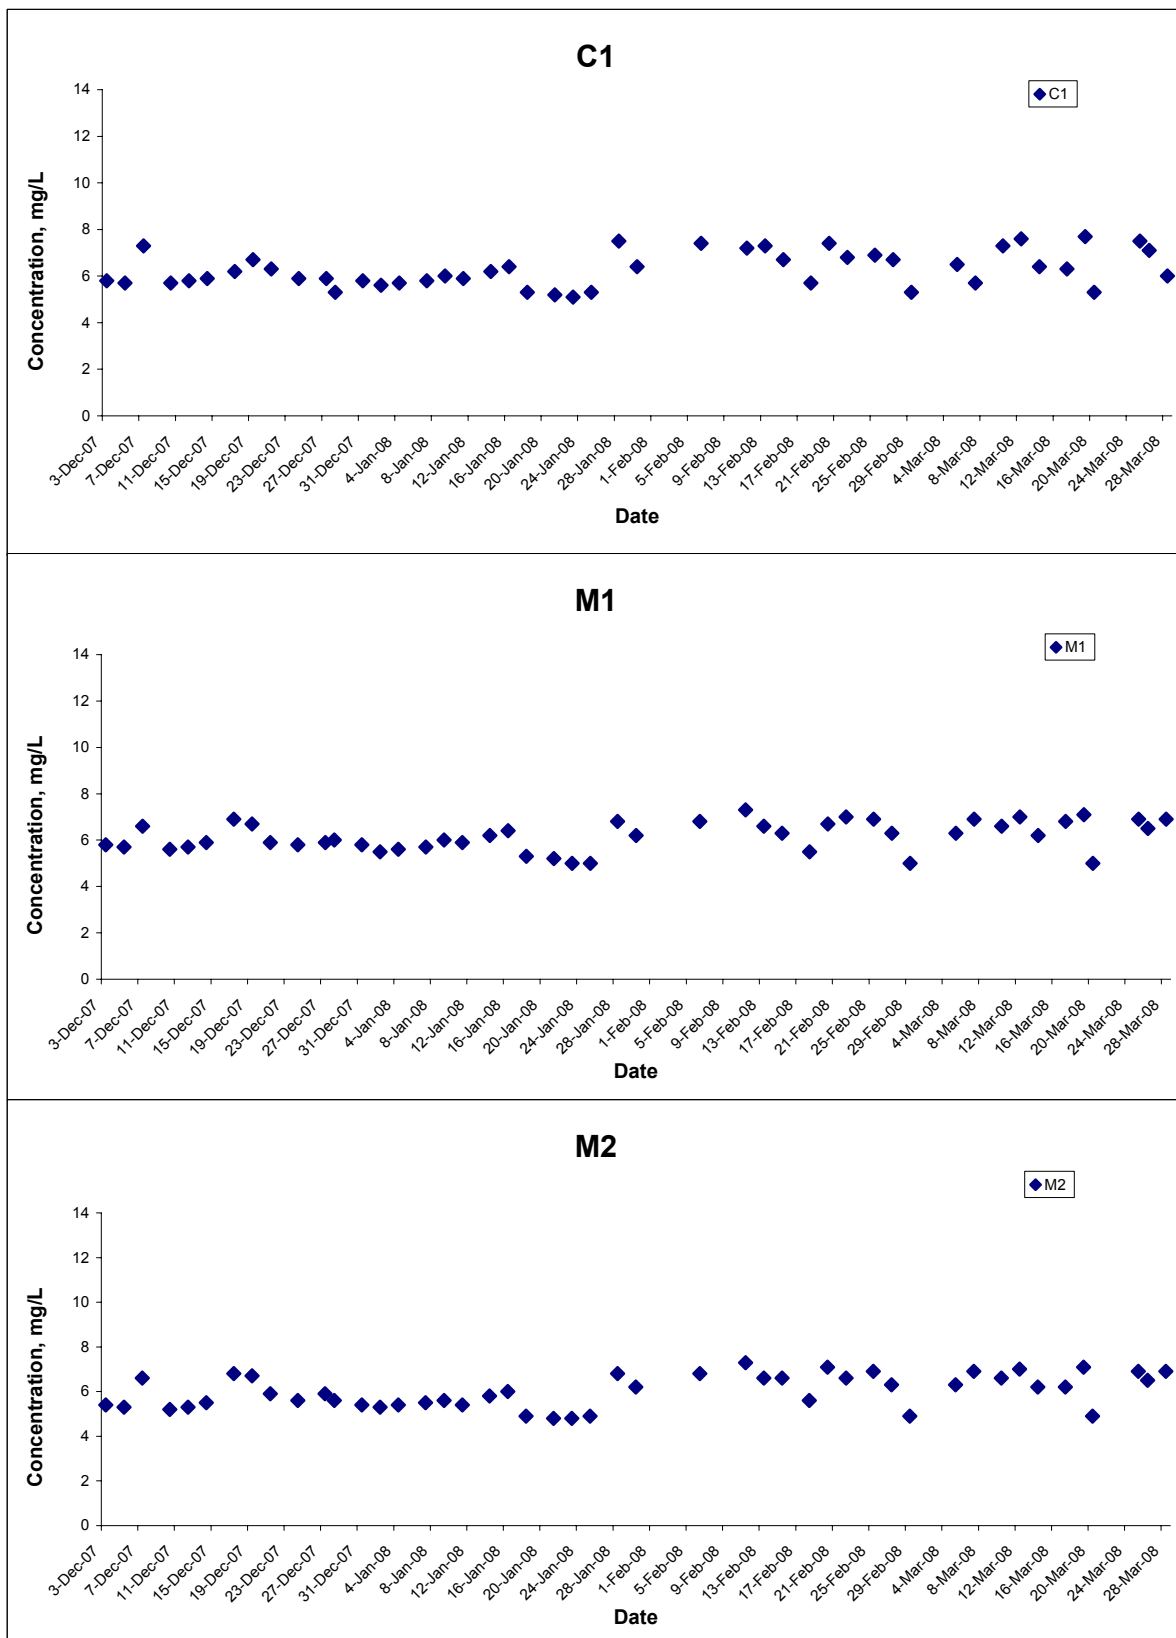 C1
C1
14
12
10
8
6
4
2
0
Concentration, mg/L
3-Dec-07 7-Dec-07 11-Dec-07 15-Dec-07 19-Dec-07 23-Dec-07 27-Dec-07 31-Dec-07 4-Jan-08 8-Jan-08 12-Jan-08 16-Jan-08 20-Jan-08 24-Jan-08 28-Jan-08 1-Feb-08 5-Feb-08 9-Feb-08 13-Feb-08 17-Feb-08 21-Feb-08 25-Feb-08 29-Feb-08 4-Mar-08 8-Mar-08 12-Mar-08 16-Mar-08 20-Mar-08 24-Mar-08 28-Mar-08
Date
M1
M1
14
12
10
8
6
4
2
0
Concentration, mg/L
3-Dec-07 7-Dec-07 11-Dec-07 15-Dec-07 19-Dec-07 23-Dec-07 27-Dec-07 31-Dec-07 4-Jan-08 8-Jan-08 12-Jan-08 16-Jan-08 20-Jan-08 24-Jan-08 28-Jan-08 1-Feb-08 5-Feb-08 9-Feb-08 13-Feb-08 17-Feb-08 21-Feb-08 25-Feb-08 29-Feb-08 4-Mar-08 8-Mar-08 12-Mar-08 16-Mar-08 20-Mar-08 24-Mar-08 28-Mar-08
Date
M2
M2
14
12
10
8
6
4
2
0
Concentration, mg/L
3-Dec-07 7-Dec-07 11-Dec-07 15-Dec-07 19-Dec-07 23-Dec-07 27-Dec-07 31-Dec-07 4-Jan-08 8-Jan-08 12-Jan-08 16-Jan-08 20-Jan-08 24-Jan-08 28-Jan-08 1-Feb-08 5-Feb-08 9-Feb-08 13-Feb-08 17-Feb-08 21-Feb-08 25-Feb-08 29-Feb-08 4-Mar-08 8-Mar-08 12-Mar-08 16-Mar-08 20-Mar-08 24-Mar-08 28-Mar-08
Date